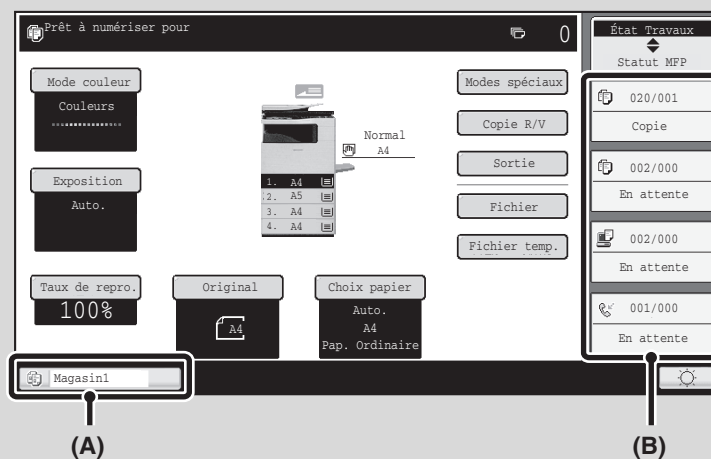 Prêt à numériser pour
0
État Travaux
Statut MFP
Mode couleur
Couleurs
Modes spéciaux
020/001
Copie
Copie R/V
Normal
A4
Sortie
002/000
En attente
Exposition
Auto.
1. A4
2. A5
3. A4
4. A4
Fichier
Fichier temp.
002/000
En attente
Taux de repro.
100%
Original
A4
Choix papier
Auto.
A4
Pap. Ordinaire
001/000
En attente
Magasin1
(A)
(B)